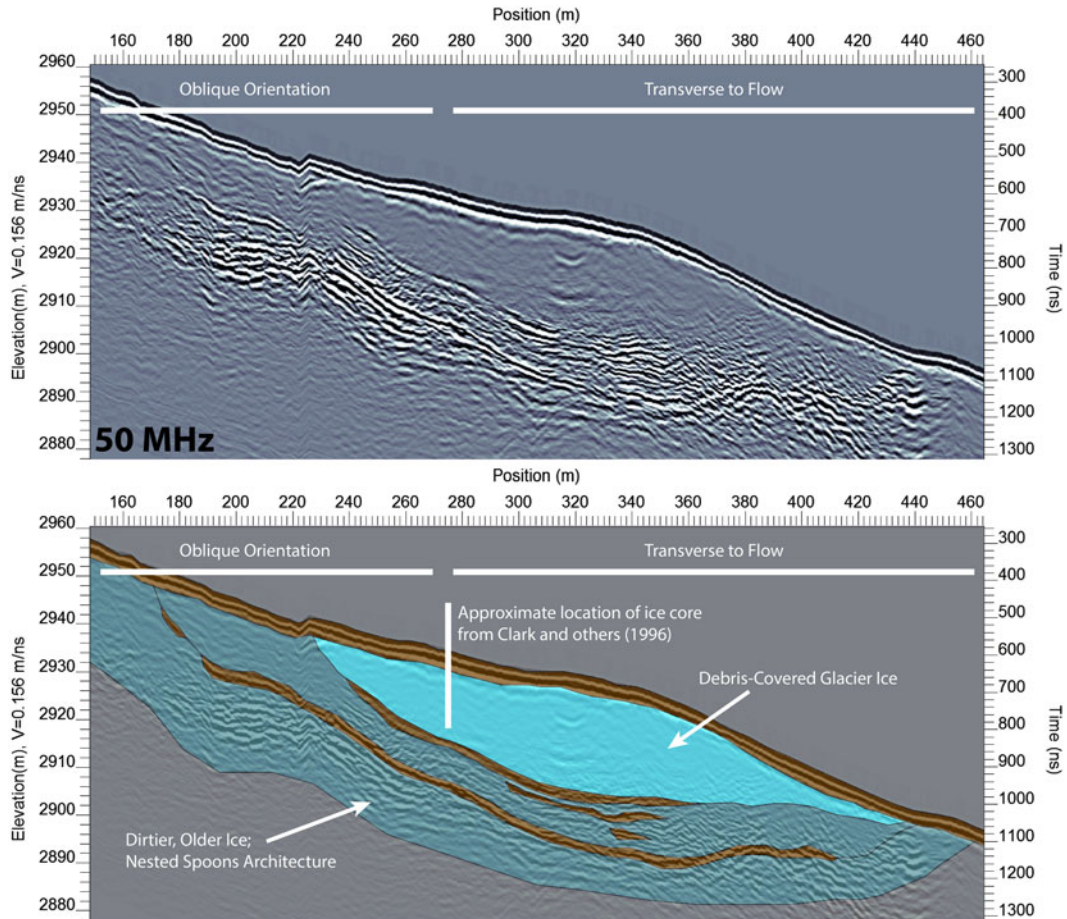 Position (m)
160 180 200 220 240 260 280 300 320 340 360 380 400 420 440 460
Oblique Orientation
Transverse to Flow
2960
2950
2940
2930
2920
2910
2900
2890
2880
Elevation(m), V=0.156 m/ns
300
400
500
600
700
800
900
1000
1100
1200
1300
Time (ns)
50 MHz
Position (m)
160 180 200 220 240 260 280 300 320 340 360 380 400 420 440 460
Oblique Orientation
Transverse to Flow
2960
2950
2940
2930
2920
2910
2900
2890
2880
Elevation(m), V=0.156 m/ns
300
400
500
600
700
800
900
1000
1100
1200
1300
Time (ns)
Approximate location of ice core
from Clark and others (1996)
Debris-Covered Glacier Ice
Dirtier, Older Ice;
Nested Spoons Architecture